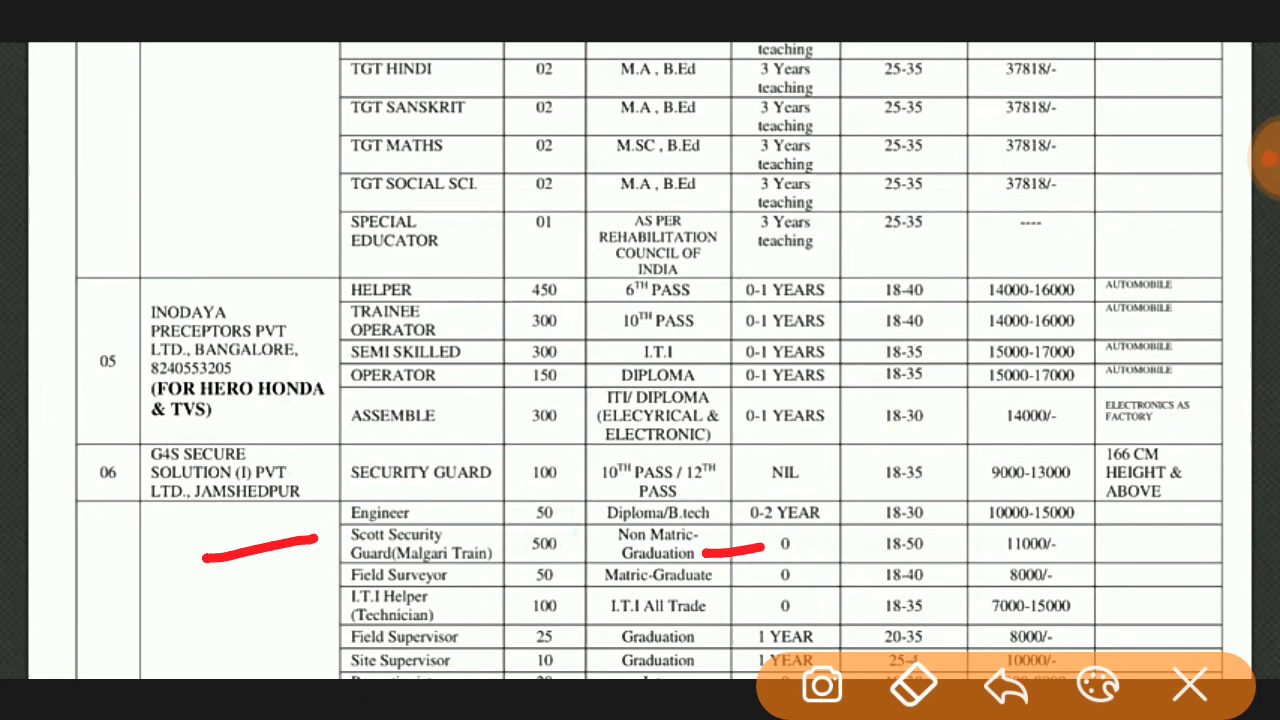 teaching
TGT HINDI 02 M.A , B.Ed 3 Years teaching 25-35 37818/-
TGT SANSKRIT 02 M.A , B.Ed 3 Years teaching 25-35 37818/-
TGT MATHS 02 M.SC , B.Ed 3 Years teaching 25-35 37818/-
TGT SOCIAL SCI. 02 M.A , B.Ed 3 Years teaching 25-35 37818/-
SPECIAL EDUCATOR 01 AS PER REHABILITATION COUNCIL OF INDIA 3 Years teaching 25-35 ----
05 INODAYA PRECEPTORS PVT LTD., BANGALORE, 8240553205 (FOR HERO HONDA & TVS)
HELPER 450 6TH PASS 0-1 YEARS 18-40 14000-16000 AUTOMOBILE
TRAINEE OPERATOR 300 10TH PASS 0-1 YEARS 18-40 14000-16000 AUTOMOBILE
SEMI SKILLED 300 I.T.I 0-1 YEARS 18-35 15000-17000 AUTOMOBILE
OPERATOR 150 DIPLOMA 0-1 YEARS 18-35 15000-17000 AUTOMOBILE
ASSEMBLE 300 ITI/ DIPLOMA (ELECYRICAL & ELECTRONIC) 0-1 YEARS 18-30 14000/- ELECTRONICS AS FACTORY
06 G4S SECURE SOLUTION (I) PVT LTD., JAMSHEDPUR SECURITY GUARD 100 10TH PASS / 12TH PASS NIL 18-35 9000-13000 166 CM HEIGHT & ABOVE
Engineer 50 Diploma/B.tech 0-2 YEAR 18-30 10000-15000
Scott Security Guard(Malgari Train) 500 Non Matric-Graduation 0 18-50 11000/-
Field Surveyor 50 Matric-Graduate 0 18-40 8000/-
I.T.I Helper (Technician) 100 I.T.I All Trade 0 18-35 7000-15000
Field Supervisor 25 Graduation 1 YEAR 20-35 8000/-
Site Supervisor 10 Graduation 1 YEAR 10000/-